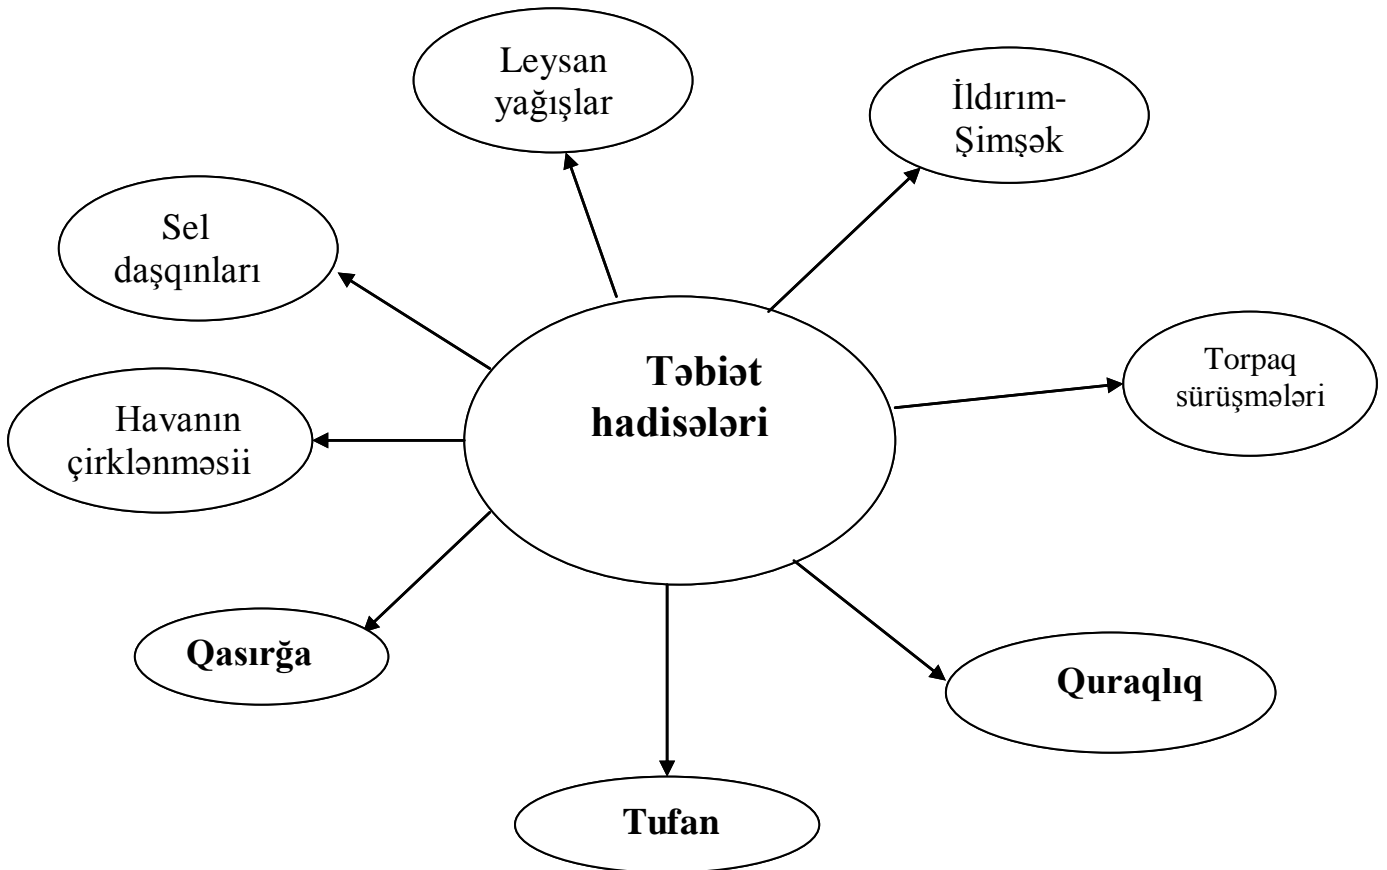 Leysan
yağışlar
İldırım-
Şimşək
Sel
daşqınları
Təbiət
hadisələri
Torpaq
sürüşmələri
Havanın
çirklənməsii
Qasırğa
Quraqlıq
Tufan